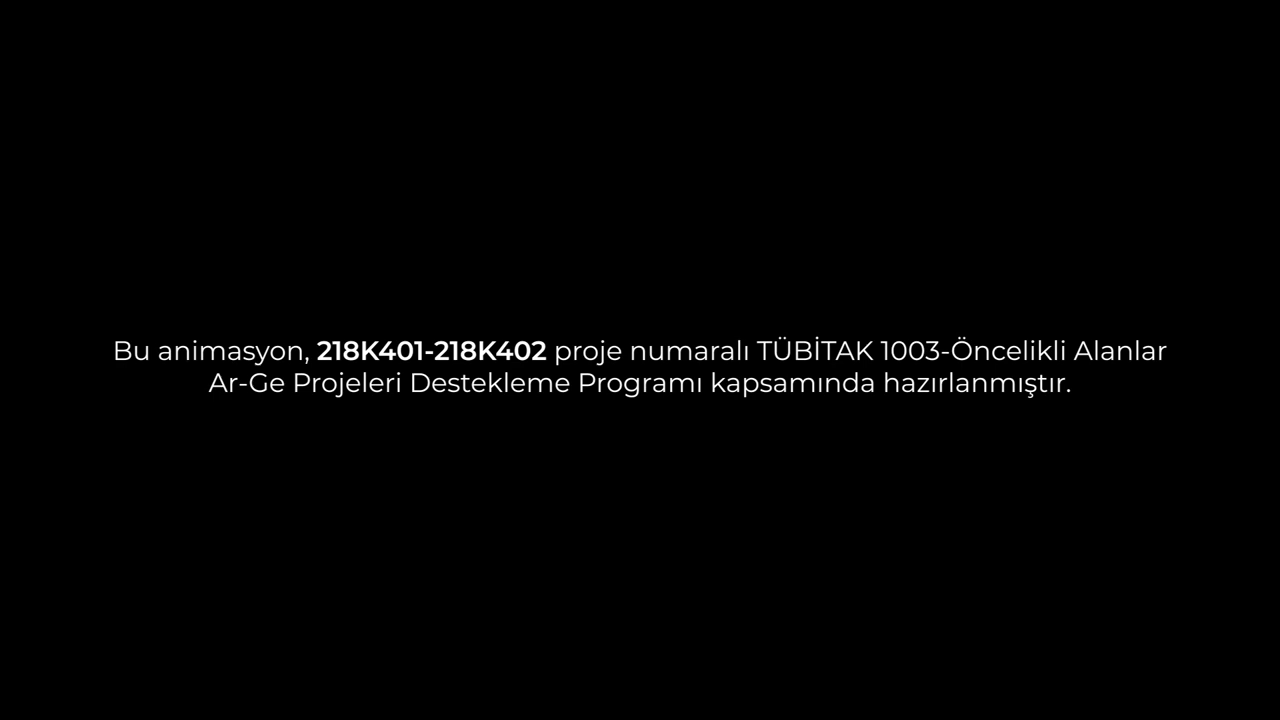 Bu animasyon, 218K401-218K402 proje numaralı TÜBİTAK 1003-Öncelikli Alanlar
Ar-Ge Projeleri Destekleme Programı kapsamında hazırlanmıştır.